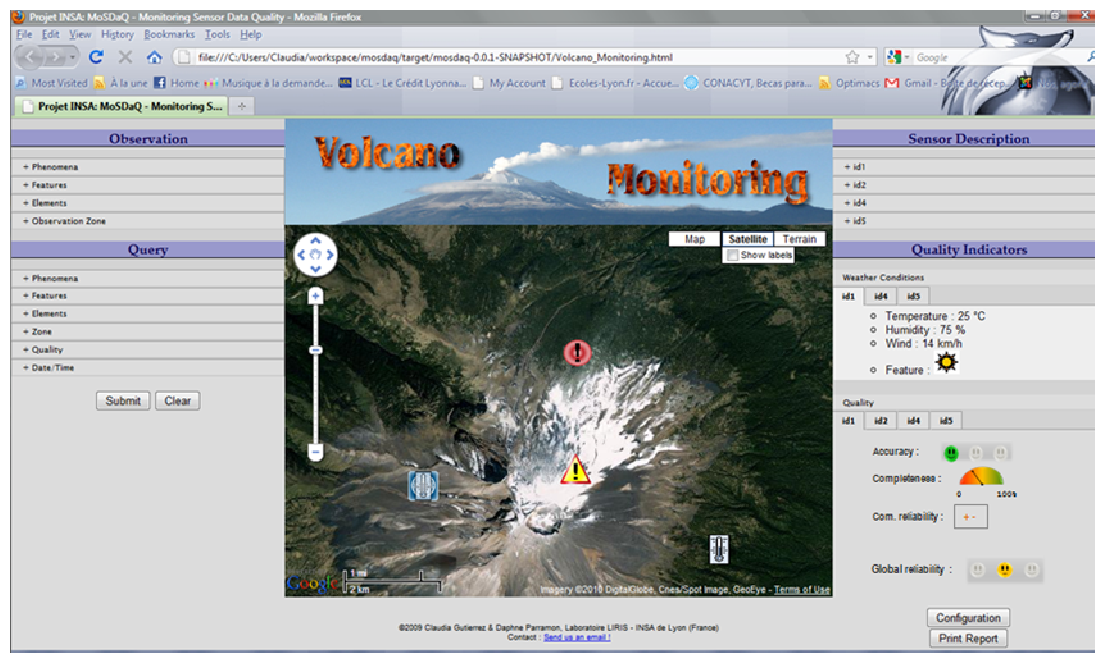 Projet INSA: MoSDaQ - Monitoring Sensor Data Quality - Mozilla Firefox
File Edit View History Bookmarks Tools Help
file:///C:/Users/Claudia/workspace/mosdaq/target/mosdaq-0.0.1-SNAPSHOT/Volcano_Monitoring.html
Google
Most Visited À la une Home Musique à la demande... LCL - Le Crédit Lyonna... My Account Ecoles-Lyon.fr - Accue... CONACYT, Becas para... Optimacs Gmail - Boîte de récep...
Projet INSA: MoSDaQ - Monitoring S...
Observation
+ Phenomena
+ Features
+ Elements
+ Observation Zone
Query
+ Phenomena
+ Features
+ Elements
+ Zone
+ Quality
+ Date/Time
Submit Clear
Volcano
Monitoring
Map Satellite Terrain
Show labels
1 mi
2 km
Google
Imagery ©2010 DigitalGlobe, Cnes/Spot Image, GeoEye - Terms of Use
Sensor Description
+ id1
+ id2
+ id4
+ id5
Quality Indicators
Weather Conditions
id1 id4 id5
Temperature : 25 °C
Humidity : 75 %
Wind : 14 km/h
Feature :
Quality
id1 id2 id4 id5
Accuracy :
Completeness :
0 100%
Com. reliability : + -
Global reliability :
Configuration
Print Report
©2009 Claudia Gutierrez & Daphne Parramon, Laboratoire LIRIS - INSA de Lyon (France)
Contact : Send us an email !